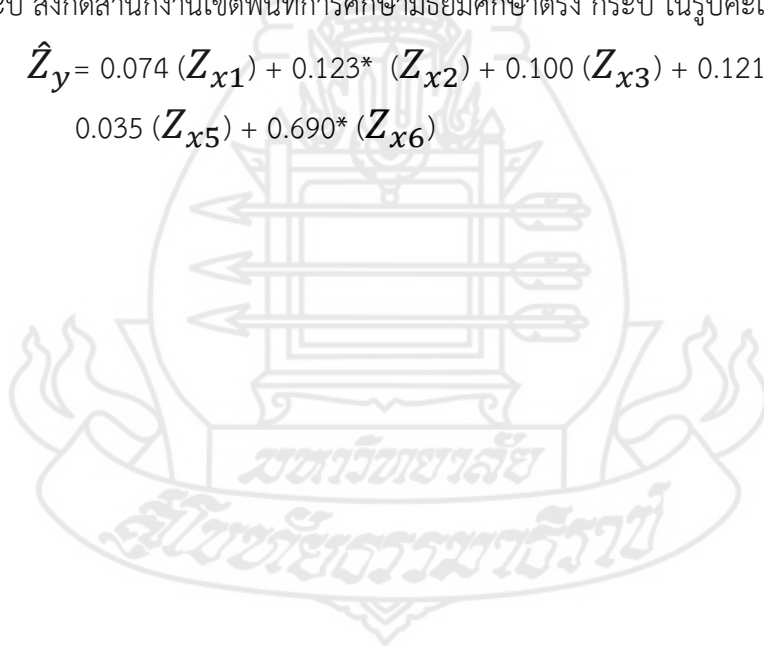 สังกัดสำนักงานเขตพื้นที่การศึกษามัธยมศึกษาตรัง กระบี่ ในรูปคะ
Ẑy= 0.074 (Zx1) + 0.123* (Zx2) + 0.100 (Zx3) + 0.121
0.035 (Zx5) + 0.690* (Zx6)
มหาวิทยาลัย
สุโขทัยธรรมาธิราช